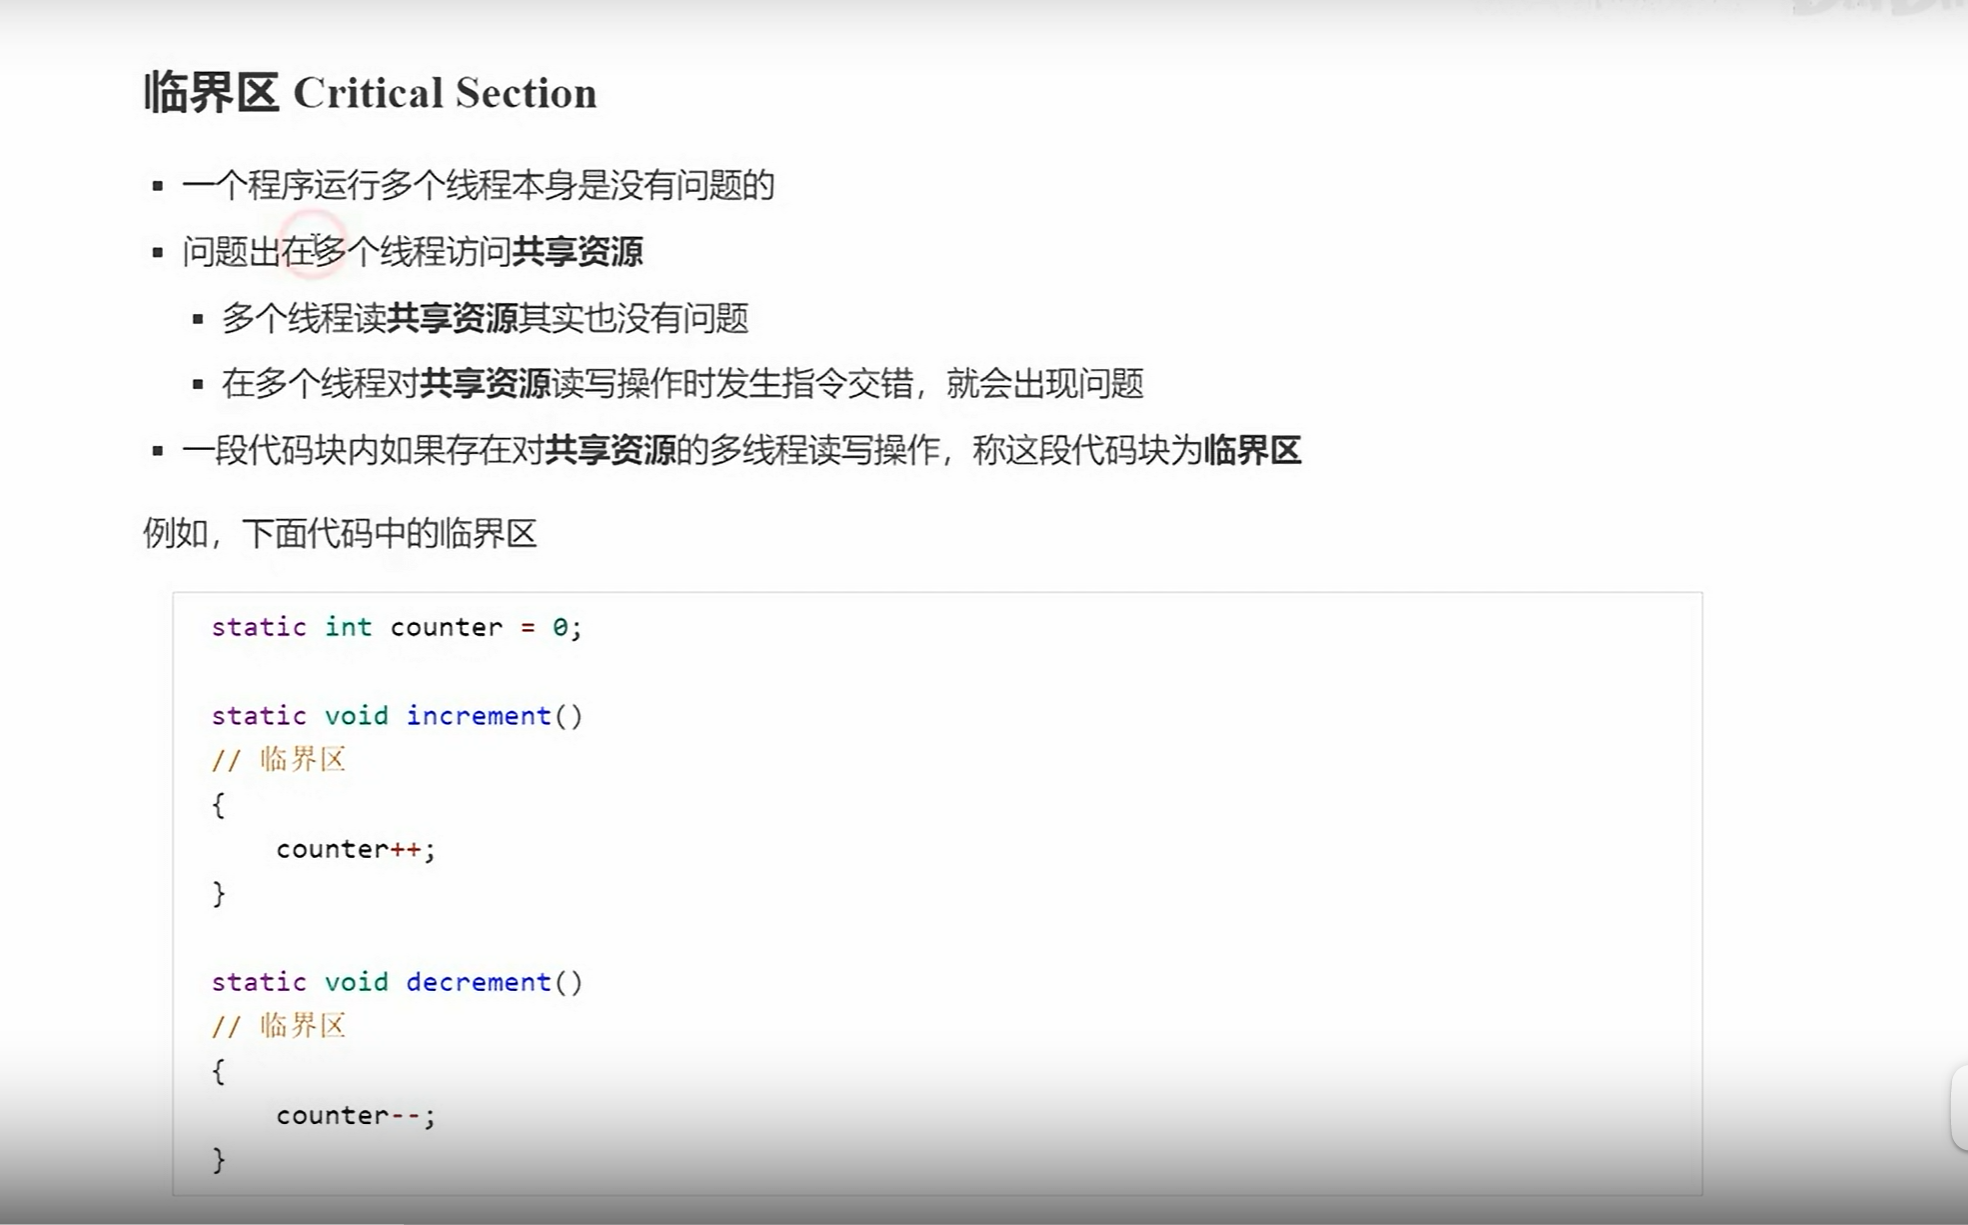 临界区 Critical Section
一个程序运行多个线程本身是没有问题的
问题出在多个线程访问共享资源
多个线程读共享资源其实也没有问题
在多个线程对共享资源读写操作时发生指令交错，就会出现问题
一段代码块内如果存在对共享资源的多线程读写操作，称这段代码块为临界区
例如，下面代码中的临界区
static int counter = 0;
static void increment()
// 临界区
{
counter++;
}
static void decrement()
// 临界区
{
counter--;
}